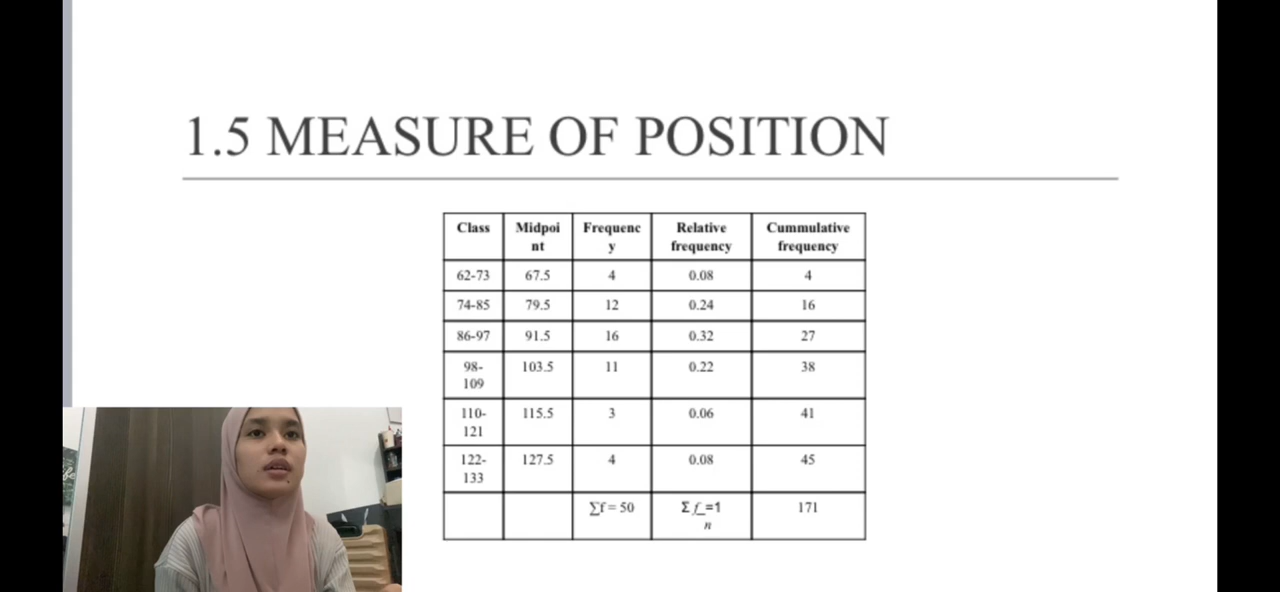 1.5 MEASURE OF POSITION
Class Midpoi Frequenc Relative Cummulative
nt y frequency frequency
62-73 67.5 4 0.08 4
74-85 79.5 12 0.24 16
86-97 91.5 16 0.32 27
98- 103.5 11 0.22 38
109
110- 115.5 3 0.06 41
121
122- 127.5 4 0.08 45
133
∑f = 50 Σ f =1 171
n